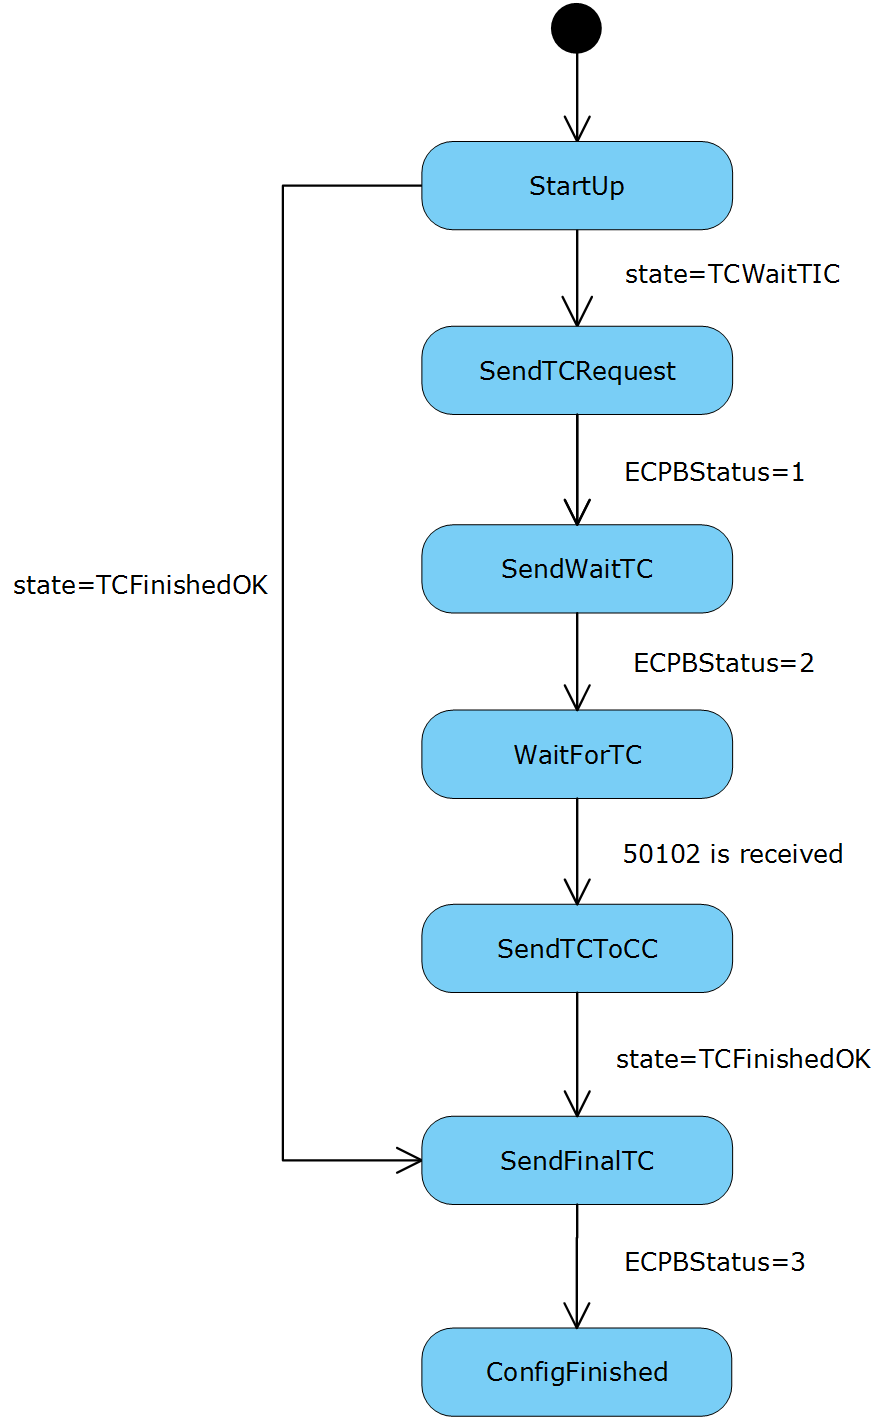 StartUp
state=TCWaitTIC
SendTCRequest
ECPBStatus=1
SendWaitTC
state=TCFinishedOK
ECPBStatus=2
WaitForTC
50102 is received
SendTCToCC
state=TCFinishedOK
SendFinalTC
ECPBStatus=3
ConfigFinished